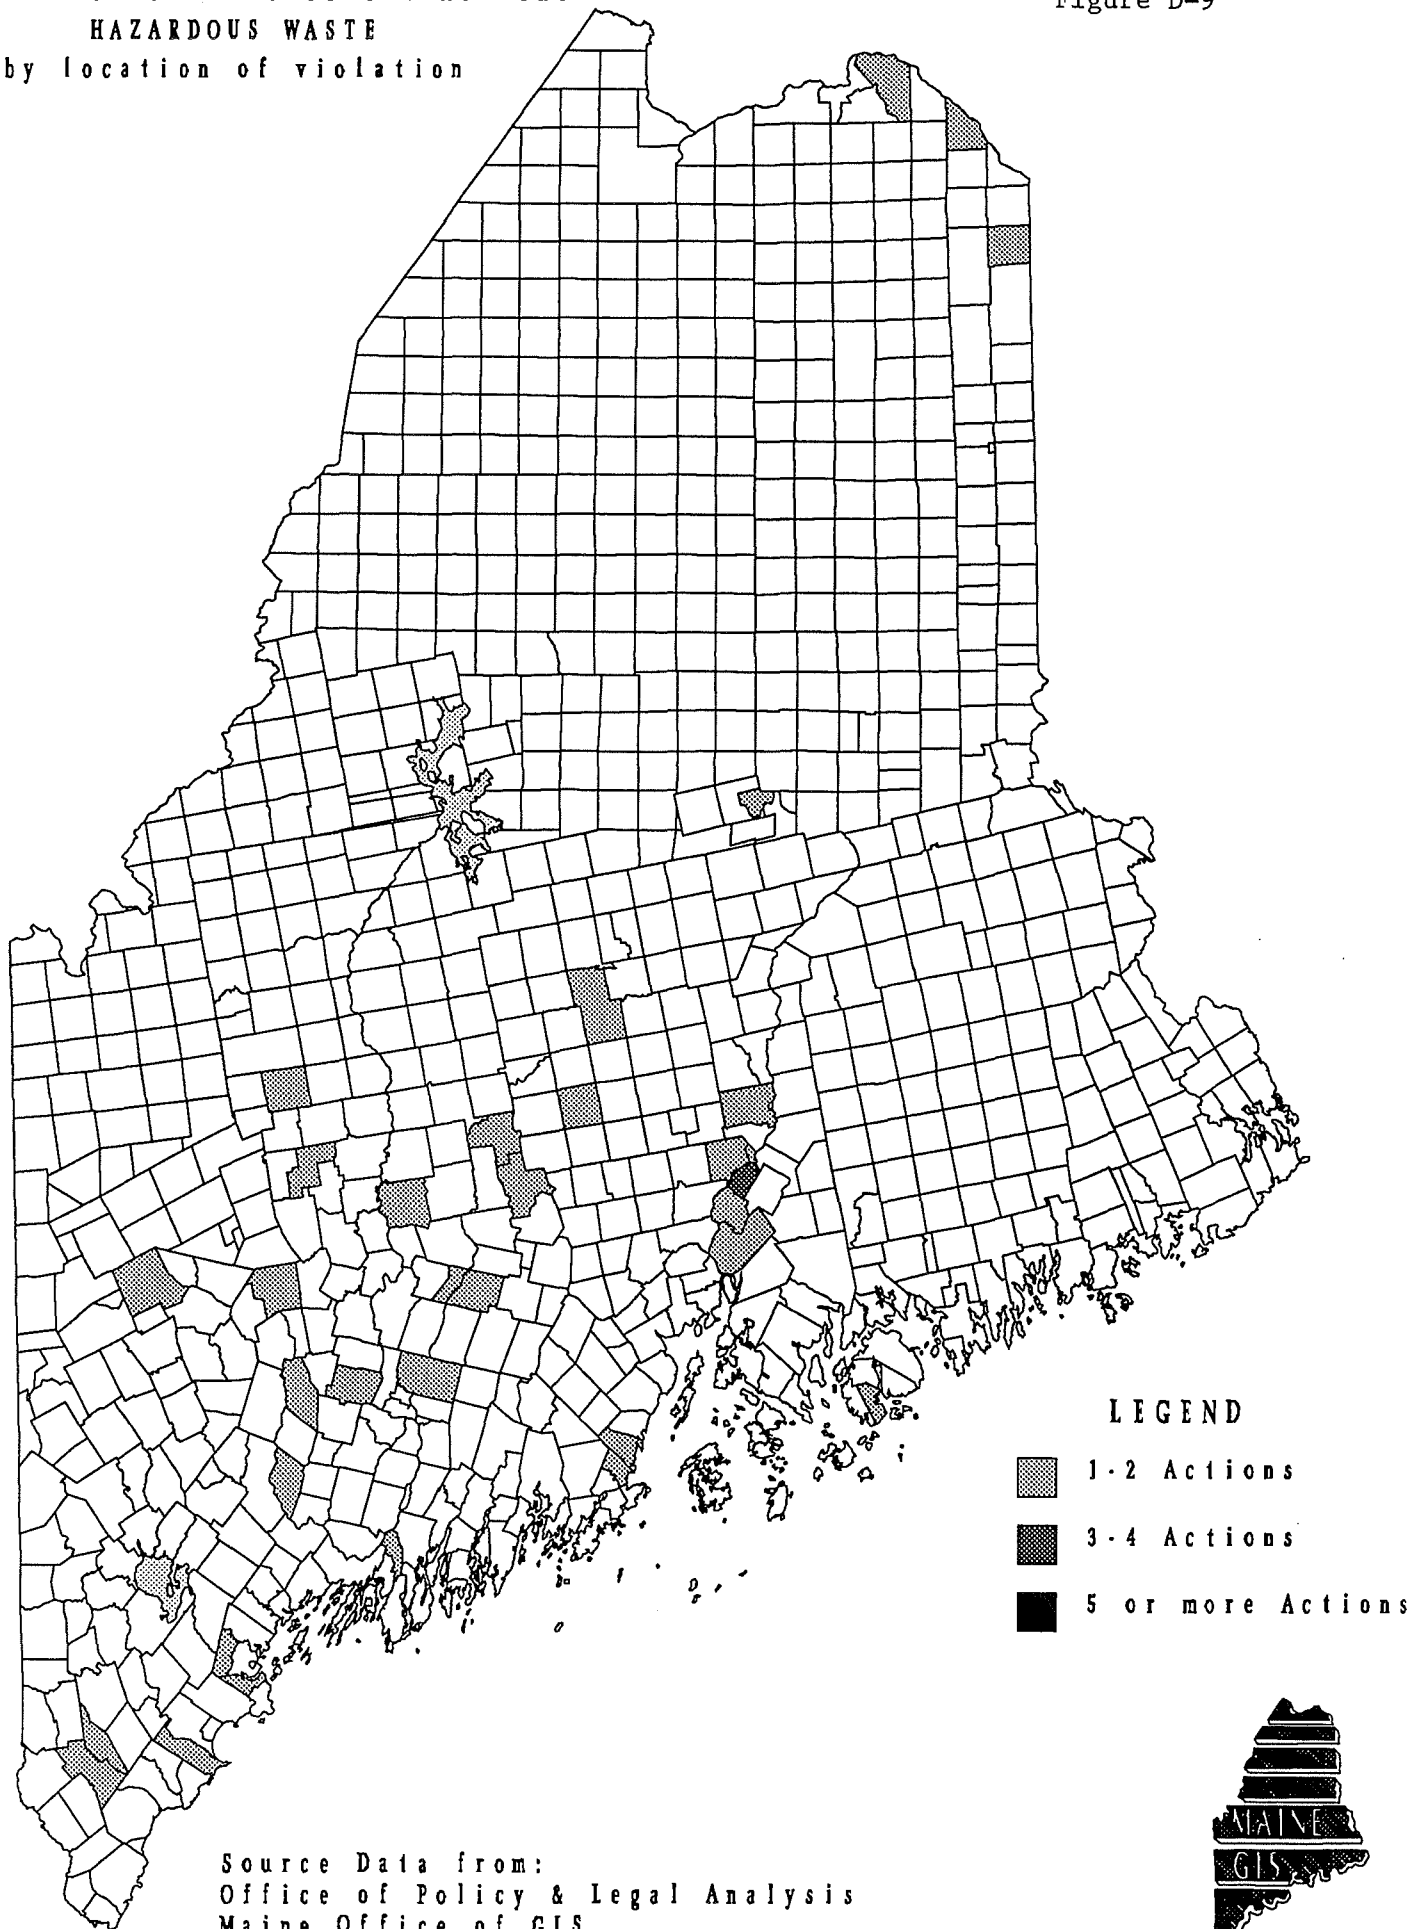 Figure D-9
HAZARDOUS WASTE
by location of violation
LEGEND
1-2 Actions
3-4 Actions
5 or more Actions
MAINE
GIS
Source Data from:
Office of Policy & Legal Analysis
Maine Office of GIS